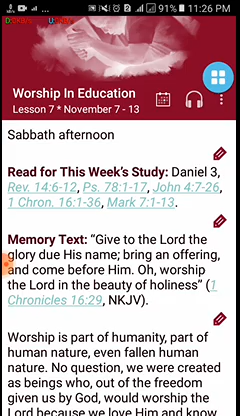 91% 11:26 PM
Worship In Education
Lesson 7 * November 7 - 13
Sabbath afternoon
Read for This Week's Study: Daniel 3,
Rev. 14:6-12, Ps. 78:1-17, John 4:7-26,
1 Chron. 16:1-36, Mark 7:1-13.
Memory Text: “Give to the Lord the
glory due His name; bring an offering,
and come before Him. Oh, worship
the Lord in the beauty of holiness” (1
Chronicles 16:29, NKJV).
Worship is part of humanity, part of
human nature, even fallen human
nature. No question, we were created
as beings who, out of the freedom
given us by God, would worship the
Lord because we love Him and know